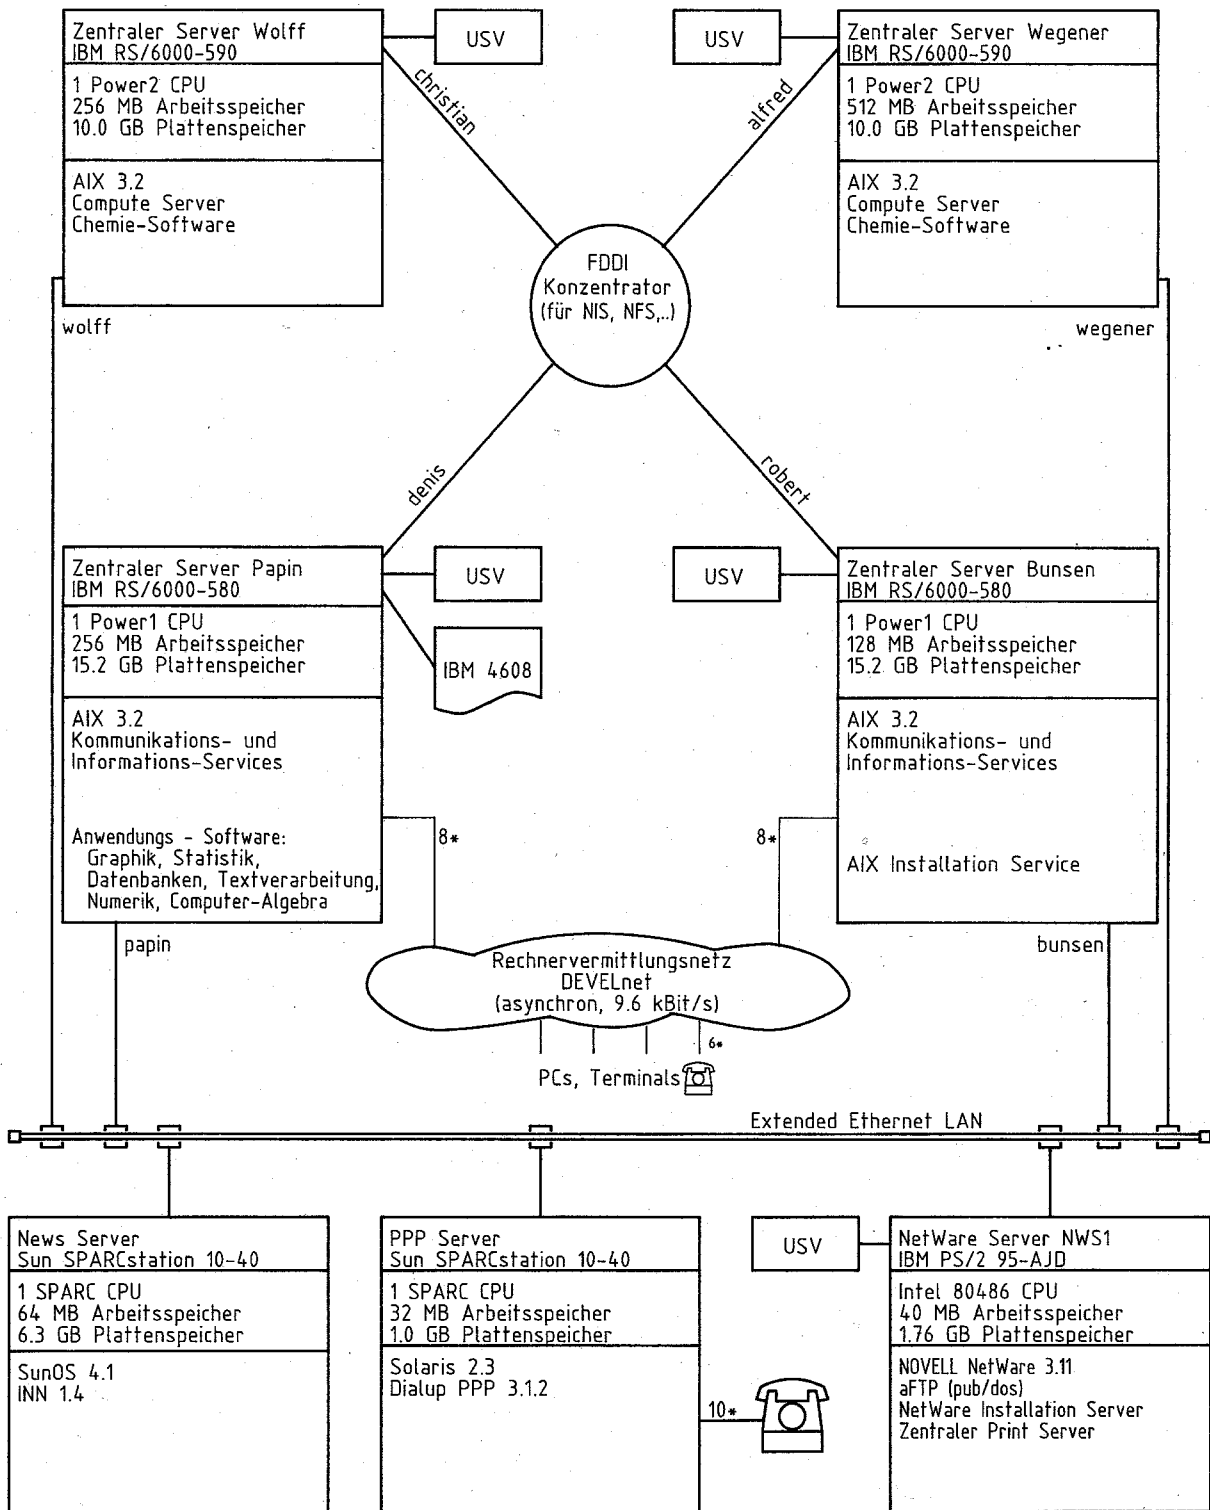 Zentraler Server Wolff
IBM RS/6000-590
1 Power2 CPU
256 MB Arbeitsspeicher
10.0 GB Plattenspeicher
AIX 3.2
Compute Server
Chemie-Software
wolff
USV
christian
USV
alfred
Zentraler Server Wegener
IBM RS/6000-590
1 Power2 CPU
512 MB Arbeitsspeicher
10.0 GB Plattenspeicher
AIX 3.2
Compute Server
Chemie-Software
wegener
FDDI
Konzentrator
(für NIS, NFS,..)
denis
robert
Zentraler Server Papin
IBM RS/6000-580
1 Power1 CPU
256 MB Arbeitsspeicher
15.2 GB Plattenspeicher
AIX 3.2
Kommunikations- und
Informations-Services
Anwendungs - Software:
Graphik, Statistik,
Datenbanken, Textverarbeitung,
Numerik, Computer-Algebra
papin
USV
IBM 4608
8*
USV
Zentraler Server Bunsen
IBM RS/6000-580
1 Power1 CPU
128 MB Arbeitsspeicher
15.2 GB Plattenspeicher
AIX 3.2
Kommunikations- und
Informations-Services
AIX Installation Service
8*
bunsen
Rechnervermittlungsnetz
DEVELnet
(asynchron, 9.6 kBit/s)
6*
PCs, Terminals
Extended Ethernet LAN
News Server
Sun SPARCstation 10-40
1 SPARC CPU
64 MB Arbeitsspeicher
6.3 GB Plattenspeicher
SunOS 4.1
INN 1.4
PPP Server
Sun SPARCstation 10-40
1 SPARC CPU
32 MB Arbeitsspeicher
1.0 GB Plattenspeicher
Solaris 2.3
Dialup PPP 3.1.2
10*
USV
NetWare Server NWS1
IBM PS/2 95-AJD
Intel 80486 CPU
40 MB Arbeitsspeicher
1.76 GB Plattenspeicher
NOVELL NetWare 3.11
aFTP (pub/dos)
NetWare Installation Server
Zentraler Print Server